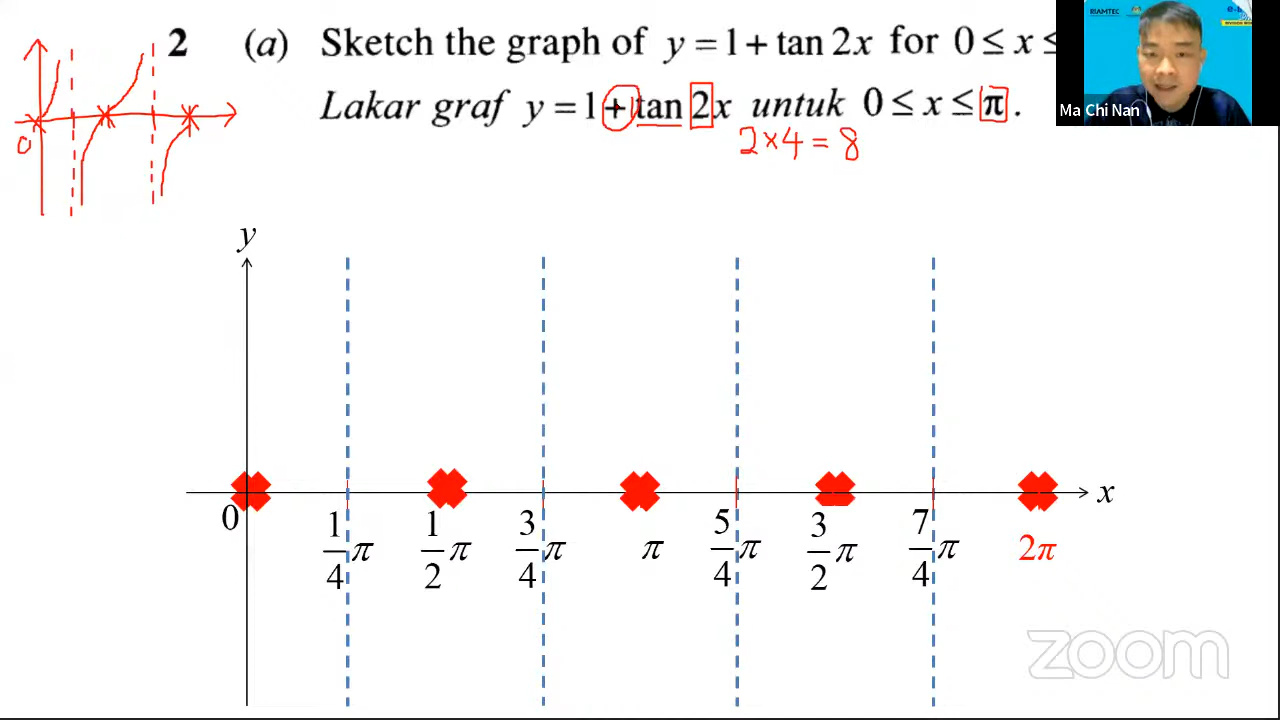 2 (a) Sketch the graph of y = 1 + tan 2x for 0 ≤ x ≤
Lakar graf y = 1 + tan 2x untuk 0 ≤ x ≤ π .
2 × 4 = 8
0
RIAMTEC
Ma Chi Nan
y
x
0 1/4 π 1/2 π 3/4 π π 5/4 π 3/2 π 7/4 π 2π
zoom